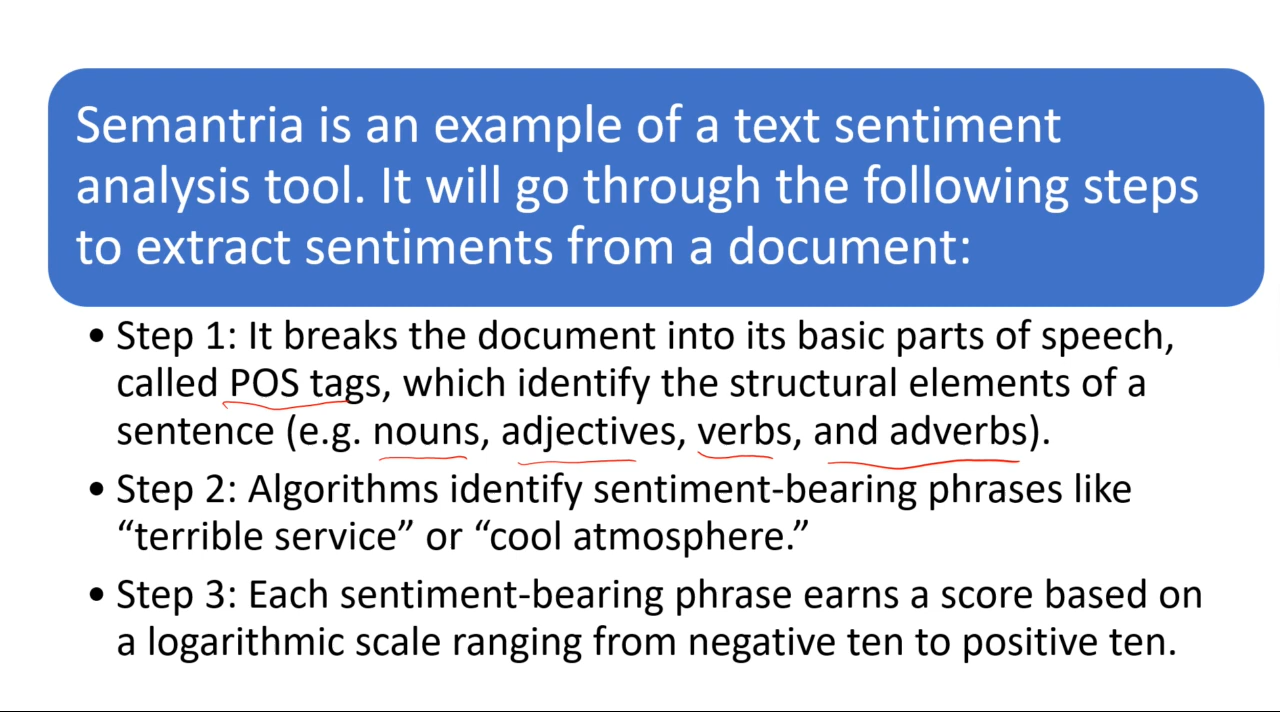 Semantria is an example of a text sentiment
analysis tool. It will go through the following steps
to extract sentiments from a document:
• Step 1: It breaks the document into its basic parts of speech,
called POS tags, which identify the structural elements of a
sentence (e.g. nouns, adjectives, verbs, and adverbs).
• Step 2: Algorithms identify sentiment-bearing phrases like
“terrible service” or “cool atmosphere.”
• Step 3: Each sentiment-bearing phrase earns a score based on
a logarithmic scale ranging from negative ten to positive ten.